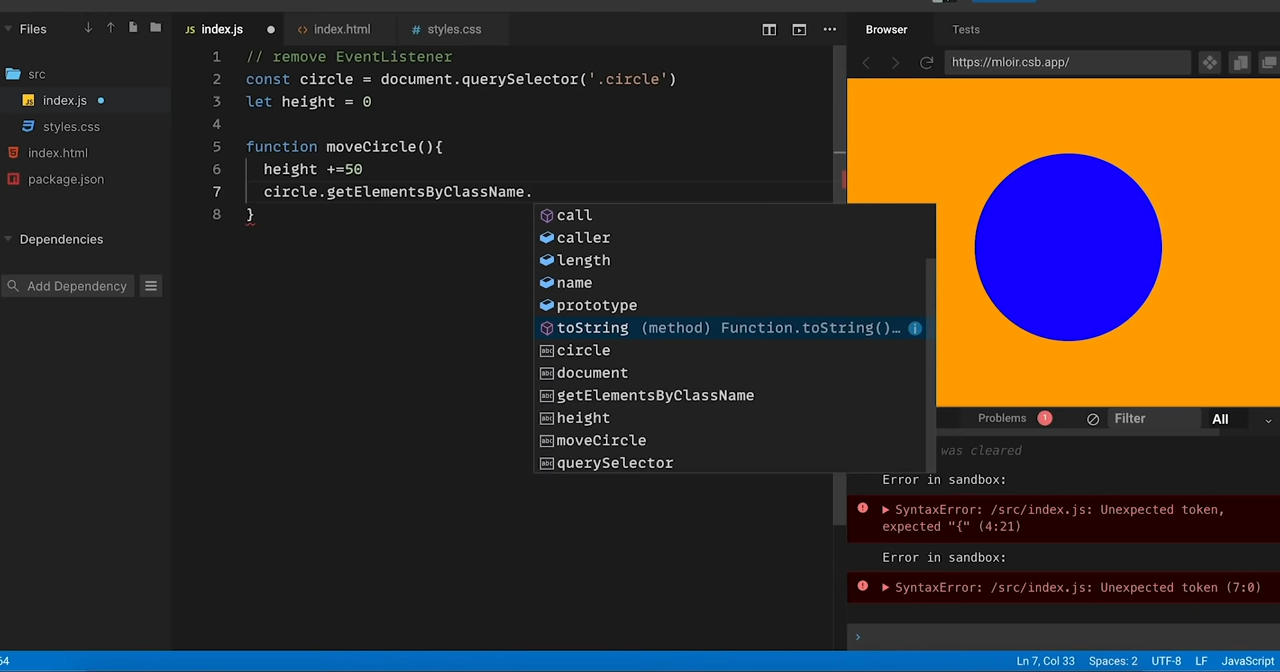 Files
index.js
index.html
styles.css
Browser
Tests
https://mloir.csb.app/
src
index.js
styles.css
index.html
package.json
Dependencies
Add Dependency
1 // remove EventListener
2 const circle = document.querySelector('.circle')
3 let height = 0
4
5 function moveCircle(){
6 height +=50
7 circle.getElementsByClassName.
8 }
call
caller
length
name
prototype
toString (method) Function.toString()…
circle
document
getElementsByClassName
height
moveCircle
querySelector
Problems 1 Filter All
was cleared
Error in sandbox:
SyntaxError: /src/index.js: Unexpected token,
expected "{" (4:21)
Error in sandbox:
SyntaxError: /src/index.js: Unexpected token (7:0)
64 Ln 7, Col 33 Spaces: 2 UTF-8 LF JavaScript